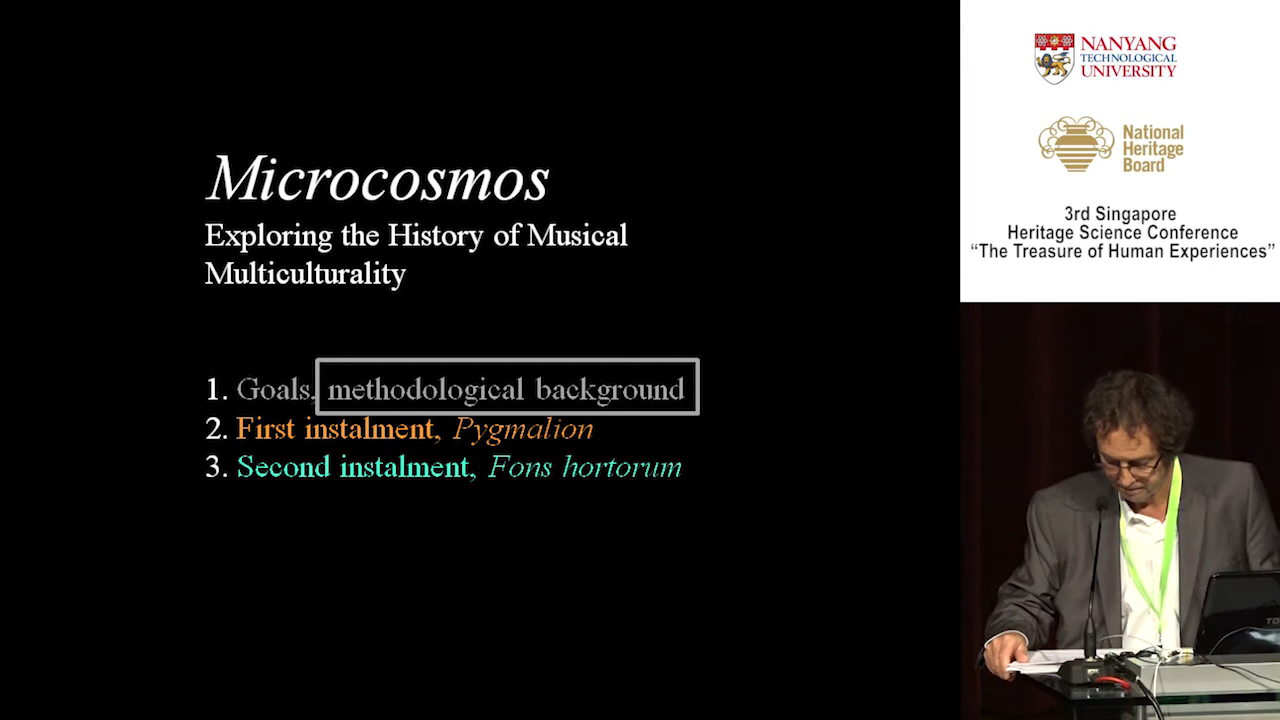 Microcosmos
Exploring the History of Musical
Multiculturality
1. Goals, methodological background
2. First instalment, Pygmalion
3. Second instalment, Fons hortorum
NANYANG
TECHNOLOGICAL
UNIVERSITY
National
Heritage
Board
3rd Singapore
Heritage Science Conference
“The Treasure of Human Experiences”